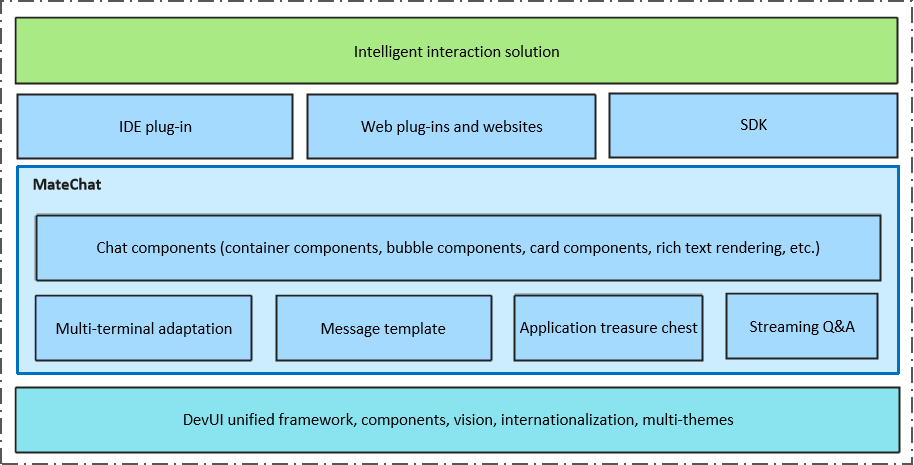 Intelligent interaction solution
IDE plug-in
Web plug-ins and websites
SDK
MateChat
Chat components (container components, bubble components, card components, rich text rendering, etc.)
Multi-terminal adaptation
Message template
Application treasure chest
Streaming Q&A
DevUI unified framework, components, vision, internationalization, multi-themes